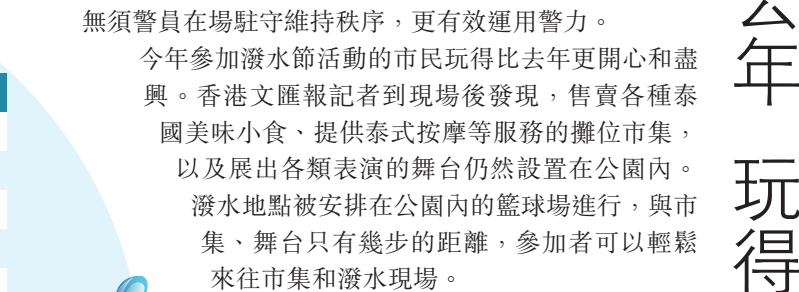 無須警員在場駐守維持秩序，更有效運用警力。
今年參加潑水節活動的市民玩得比去年更開心和盡
興。香港文匯報記者到現場後發現，售賣各種泰
國美味小食、提供泰式按摩等服務的攤位市集，
以及展出各類表演的舞台仍然設置在公園內。
潑水地點被安排在公園內的籃球場進行，與市
集、舞台只有幾步的距離，參加者可以輕鬆
來往市集和潑水現場。
去年 玩得